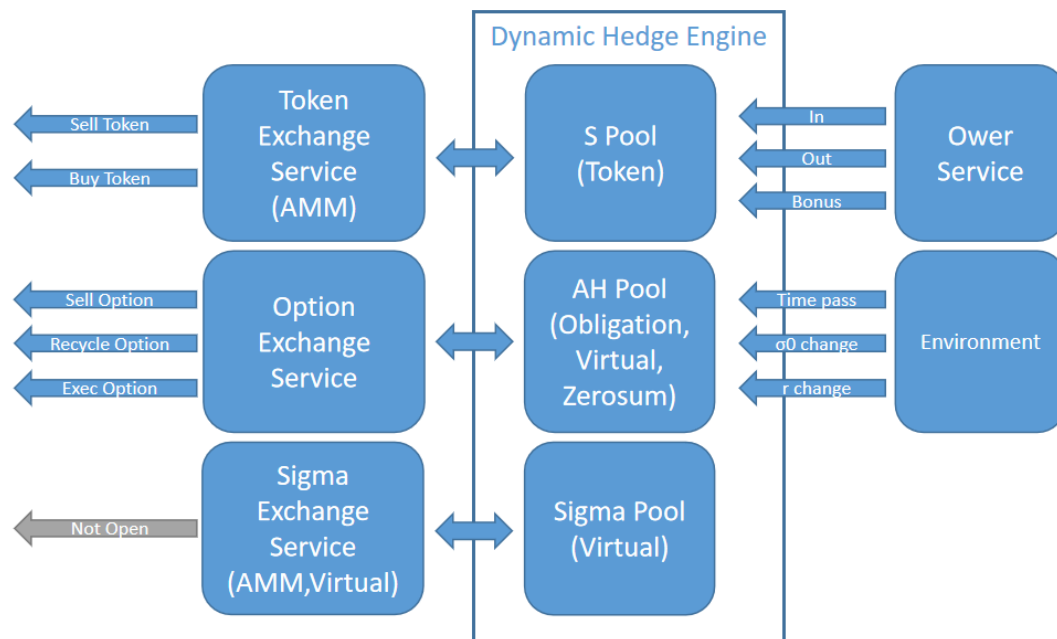 Dynamic Hedge Engine
Sell Token
Buy Token
Token
Exchange
Service
(AMM)
S Pool
(Token)
In
Out
Bonus
Ower
Service
Sell Option
Recycle Option
Exec Option
Option
Exchange
Service
AH Pool
(Obligation,
Virtual,
Zerosum)
Time pass
σ0 change
r change
Environment
Not Open
Sigma
Exchange
Service
(AMM,Virtual)
Sigma Pool
(Virtual)